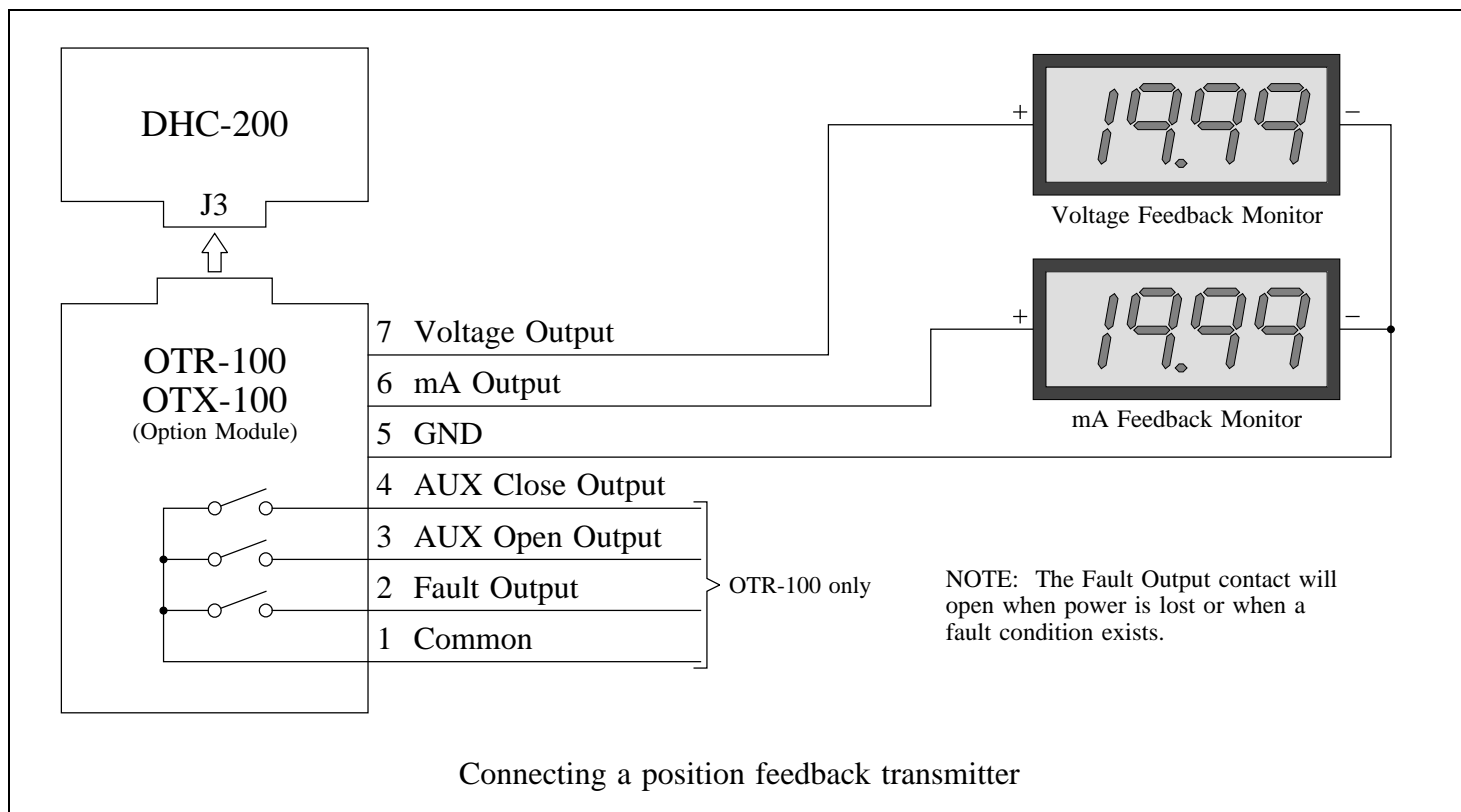 DHC-200
J3
OTR-100
OTX-100
(Option Module)
7 Voltage Output
6 mA Output
5 GND
4 AUX Close Output
3 AUX Open Output
2 Fault Output
1 Common
OTR-100 only
+ 19.99 −
Voltage Feedback Monitor
+ 19.99 −
mA Feedback Monitor
NOTE: The Fault Output contact will
open when power is lost or when a
fault condition exists.
Connecting a position feedback transmitter